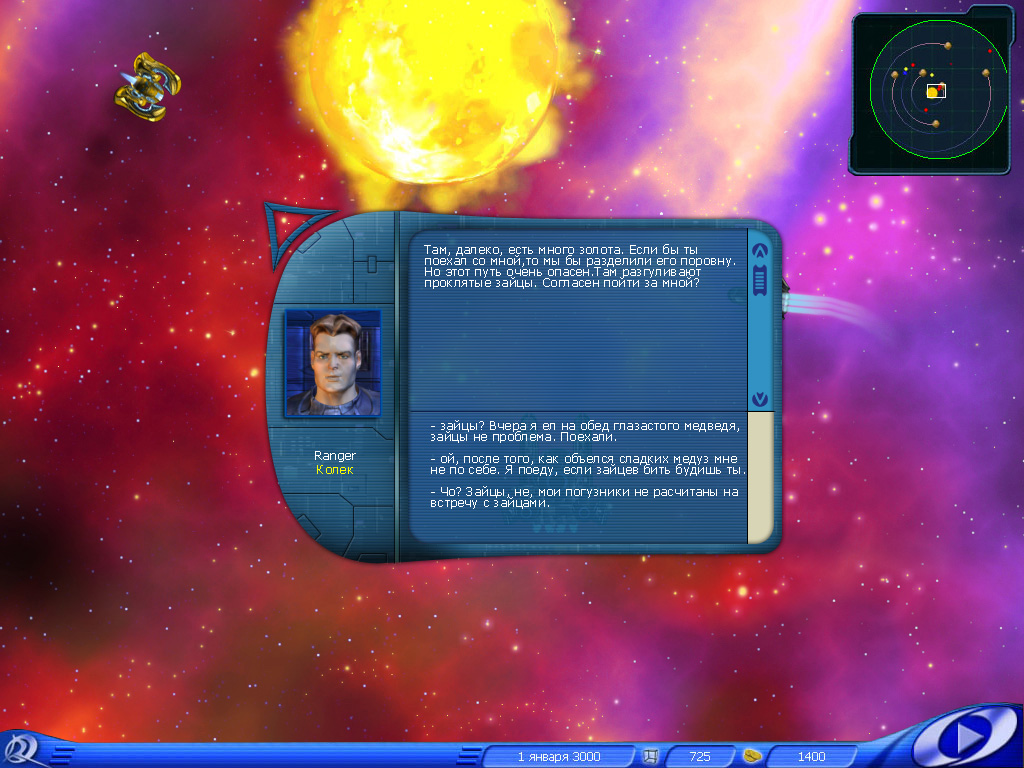 Там, далеко, есть много золота. Если бы ты
поехал со мной,то мы бы разделили его поровну.
Но этот путь очень опасен.Там разгуливают
проклятые зайцы. Согласен пойти за мной?
- зайцы? Вчера я ел на обед глазастого медведя,
зайцы не проблема. Поехали.
- ой, после того, как объелся сладких медуз мне
не по себе. Я поеду, если зайцев бить будишь ты.
- Чо? Зайцы, не, мои погузники не расчитаны на
встречу с зайцами.
Ranger
Колек
1 января 3000
725
1400